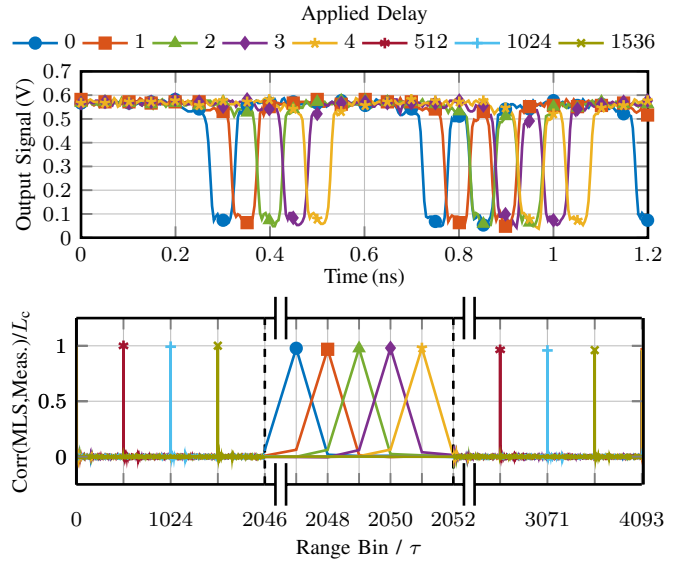 Applied Delay
0 1 2 3 4 512 1024 1536
0.7
0.6
0.5
0.4
0.3
0.2
0.1
0
Output Signal (V)
0 0.2 0.4 0.6 0.8 1 1.2
Time (ns)
1
0.5
0
Corr(MLS,Meas.)/Lc
0 1024 2046 2048 2050 2052 3071 4093
Range Bin / τ